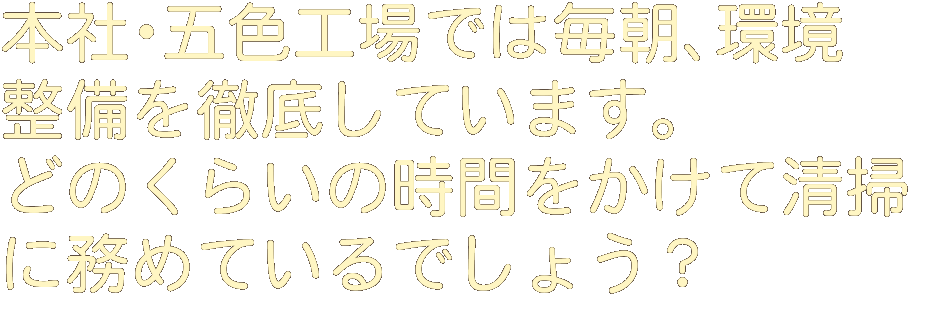 本社・五色工場では毎朝、環境
整備を徹底しています。
どのくらいの時間をかけて清掃
に務めているでしょう？